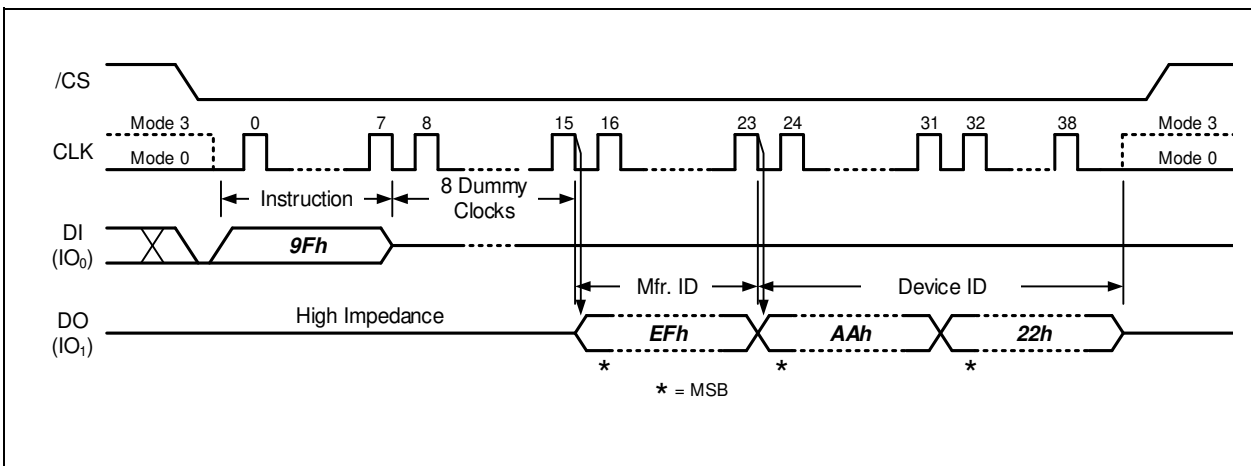 /CS
Mode 3 0 7 8 15 16 23 24 31 32 38 Mode 3
CLK Mode 0 Mode 0
Instruction 8 Dummy
Clocks
DI
(IO₀) 9Fh
Mfr. ID Device ID
DO High Impedance
(IO₁) EFh AAh 22h
* * *
* = MSB